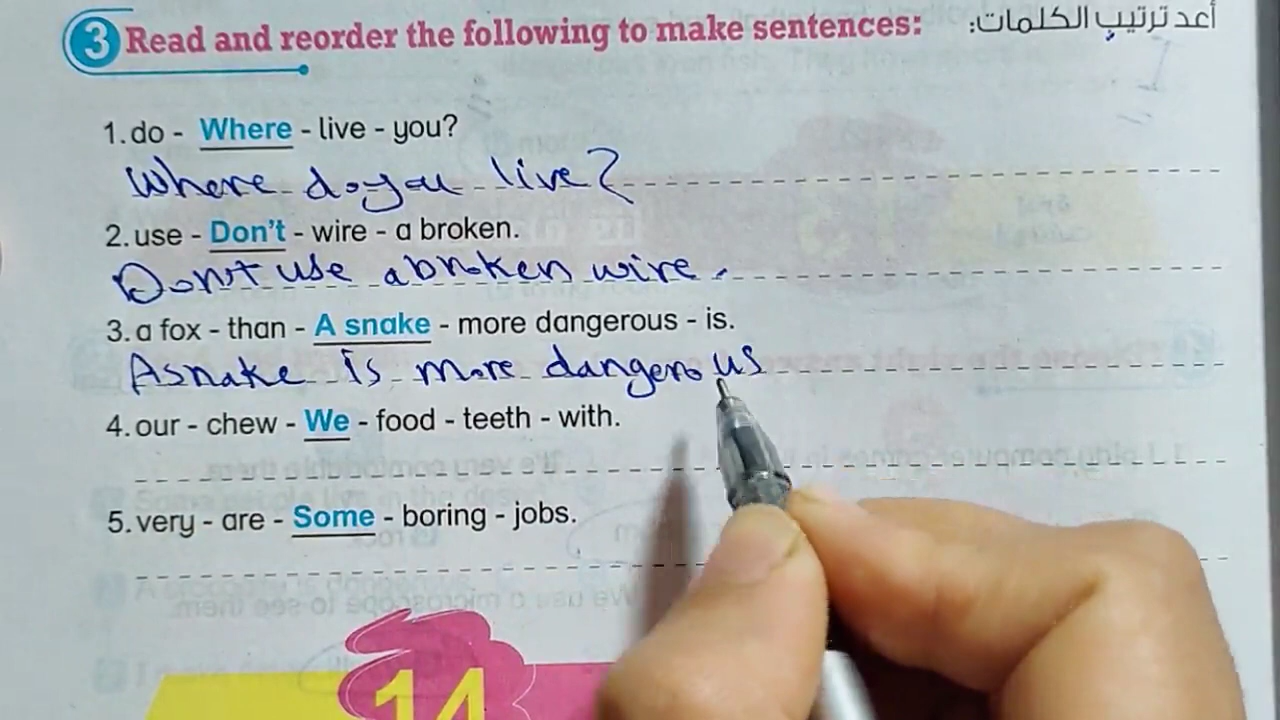 3 Read and reorder the following to make sentences: أعد ترتيب الكلمات:
1. do - Where - live - you?
Where do you live?
2. use - Don't - wire - a broken.
Don't use a broken wire.
3. a fox - than - A snake - more dangerous - is.
A snake is more dangerous
4. our - chew - We - food - teeth - with.
5. very - are - Some - boring - jobs.
14